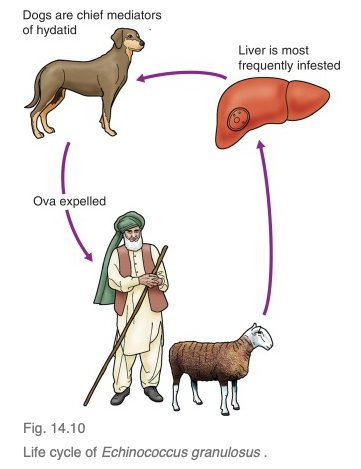 Dogs are chief mediators
of hydatid
Liver is most
frequently infested
Ova expelled
Fig. 14.10
Life cycle of Echinococcus granulosus .